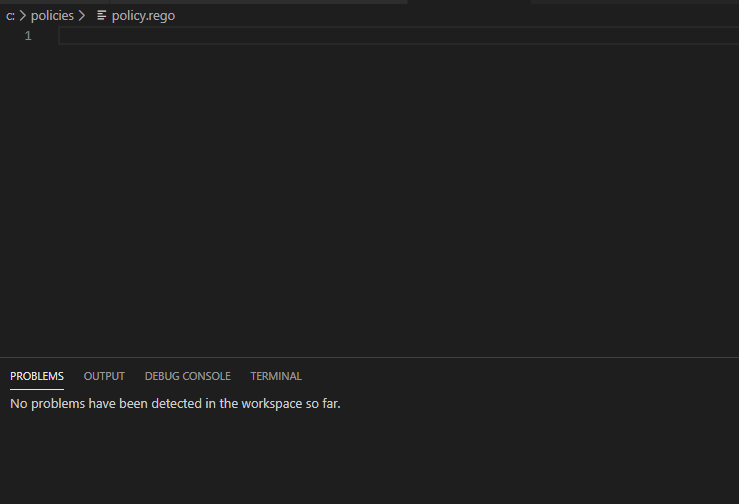 c: > policies > policy.rego
1
PROBLEMS OUTPUT DEBUG CONSOLE TERMINAL
No problems have been detected in the workspace so far.